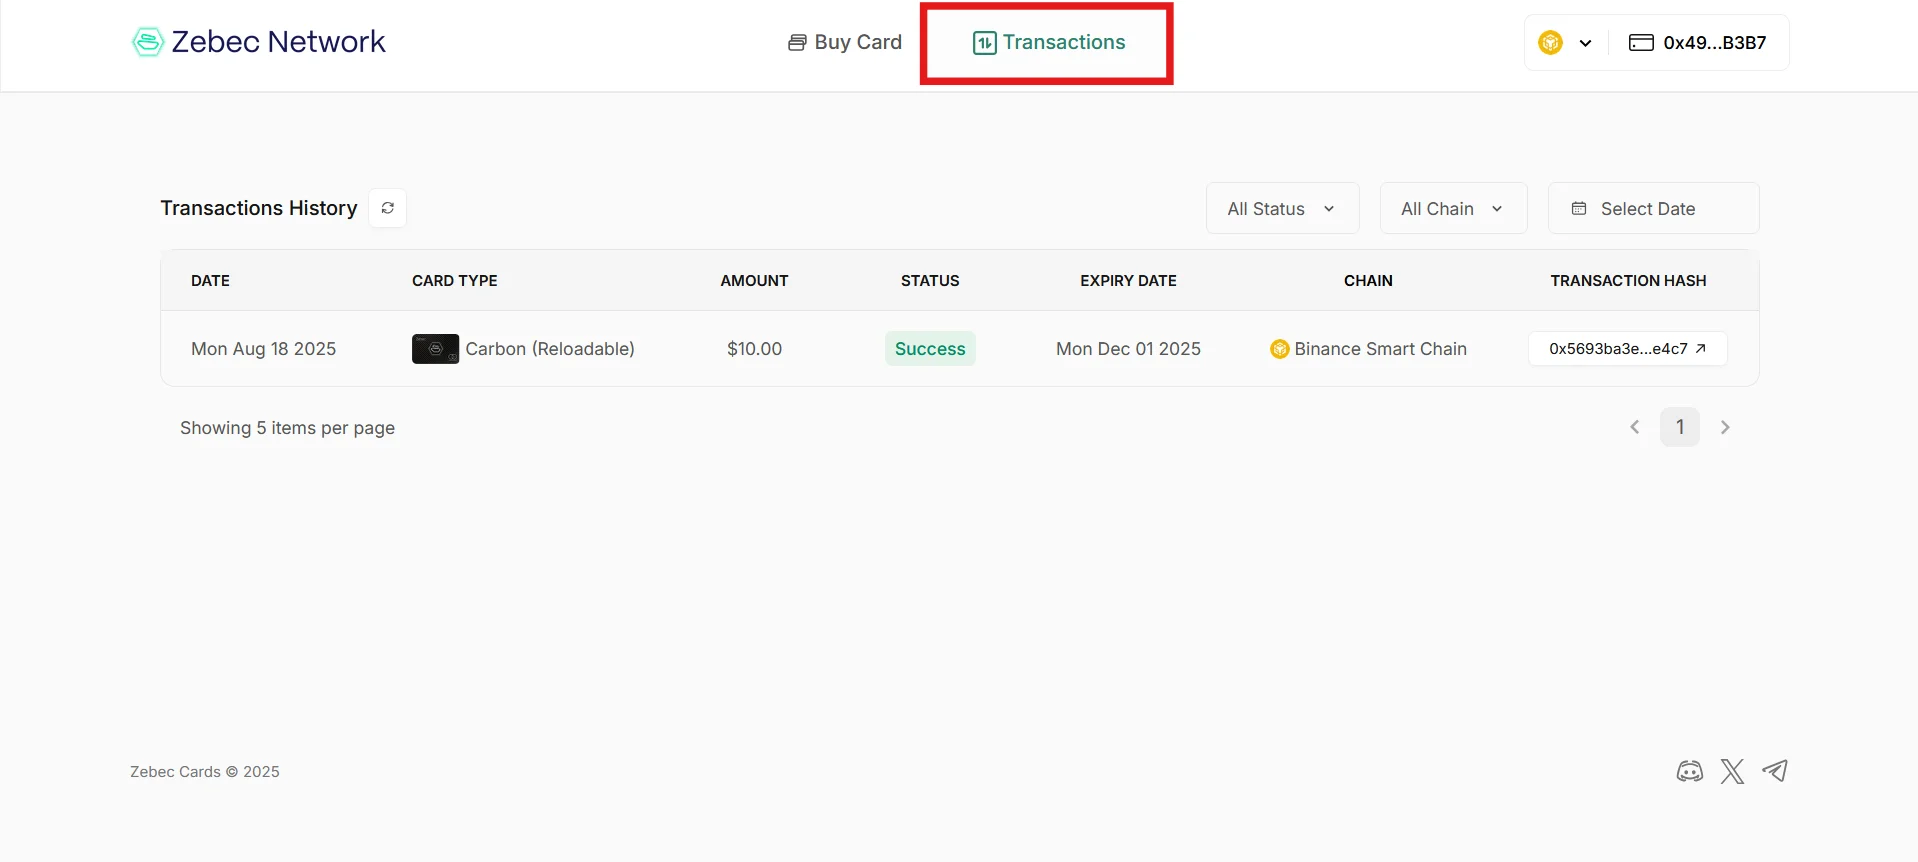 Zebec Network
Buy Card
Transactions
0x49...B3B7
Transactions History
All Status
All Chain
Select Date
DATE CARD TYPE AMOUNT STATUS EXPIRY DATE CHAIN TRANSACTION HASH
Mon Aug 18 2025 Carbon (Reloadable) $10.00 Success Mon Dec 01 2025 Binance Smart Chain 0x5693ba3e...e4c7
Showing 5 items per page
1
Zebec Cards © 2025